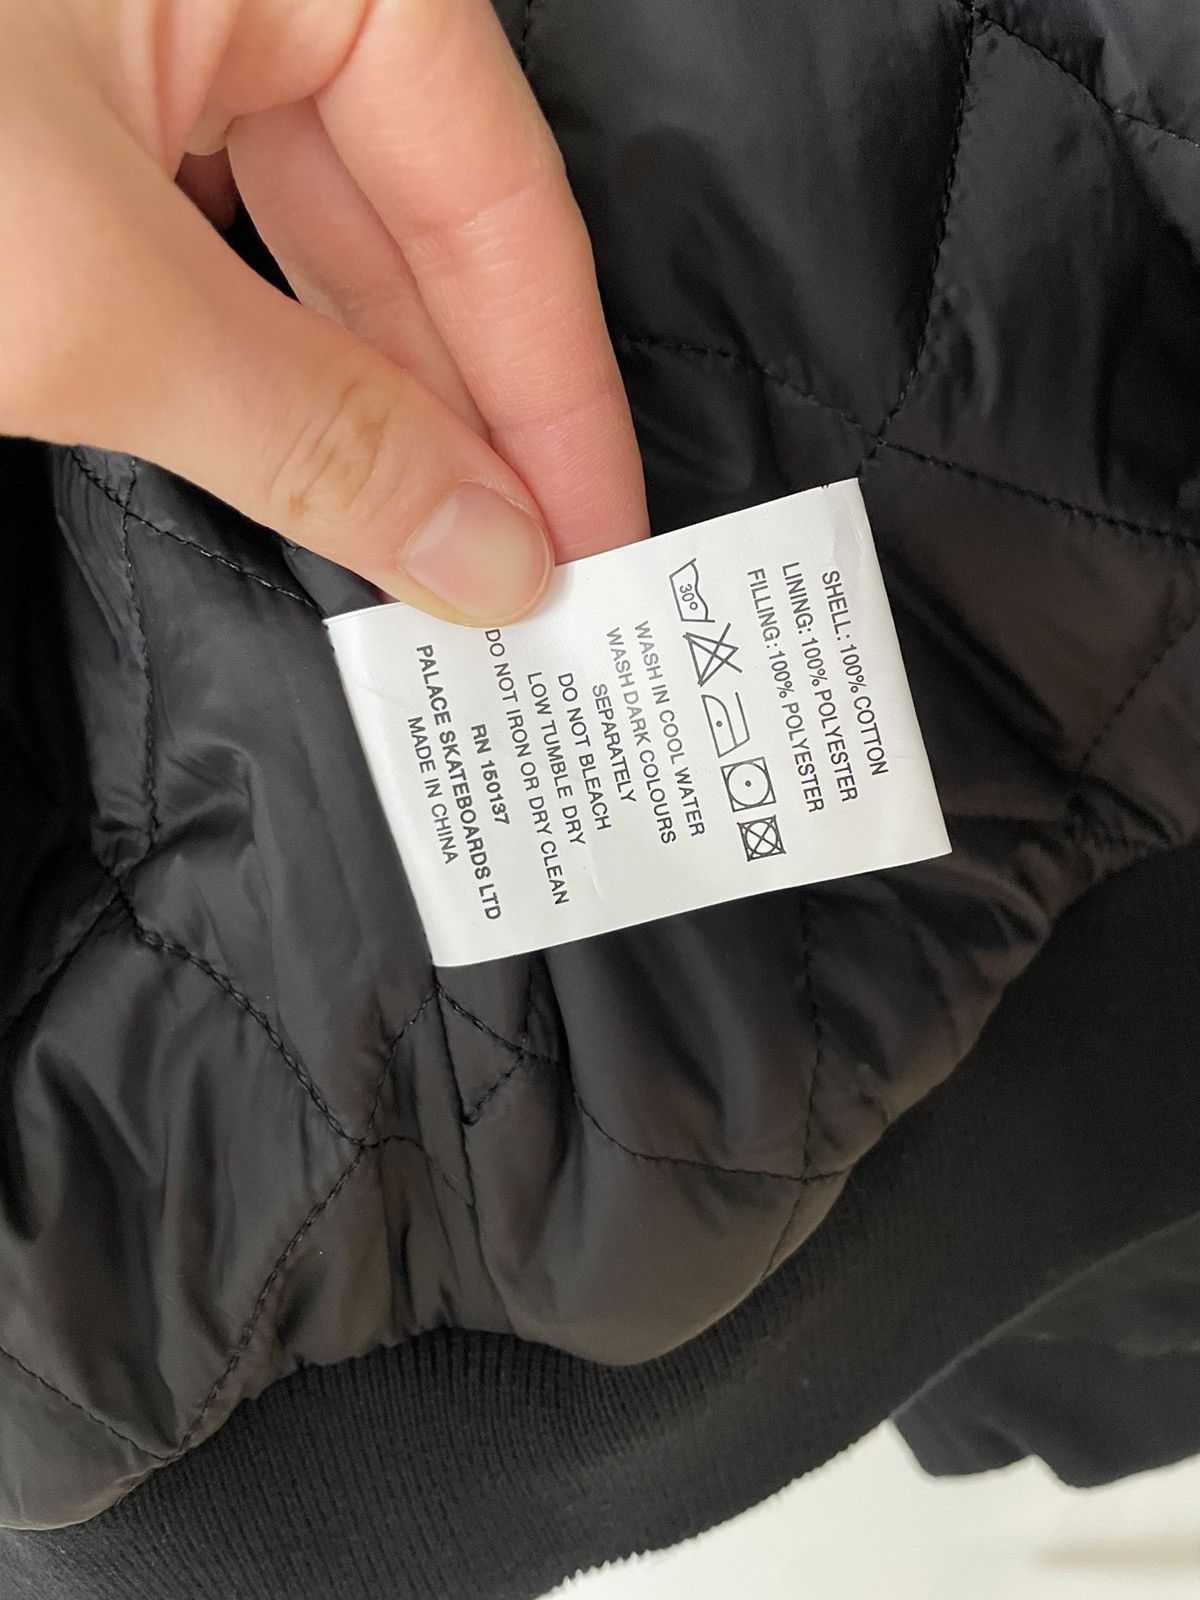 SHELL: 100% COTTON
LINING: 100% POLYESTER
FILLING: 100% POLYESTER
30°
WASH IN COOL WATER
WASH DARK COLOURS
SEPARATELY
DO NOT BLEACH
LOW TUMBLE DRY
DO NOT IRON OR DRY CLEAN
RN 150137
PALACE SKATEBOARDS LTD
MADE IN CHINA